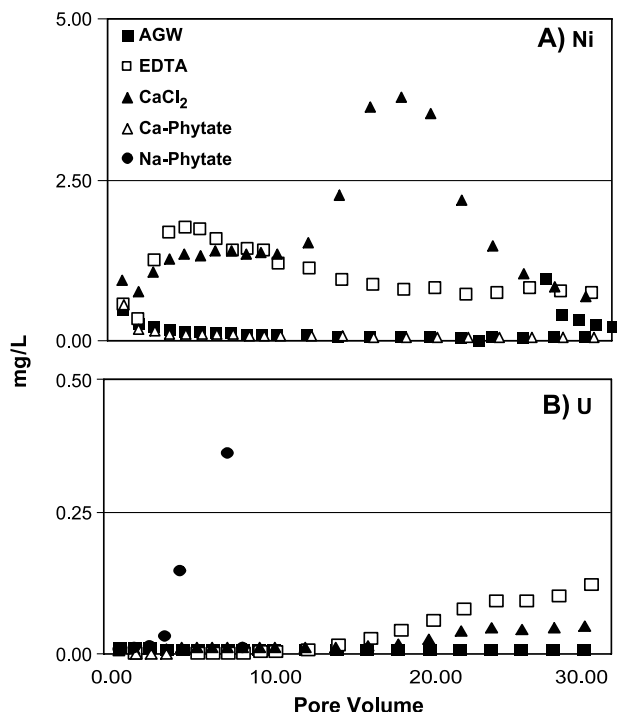 5.00
A) Ni
AGW
EDTA
CaCl₂
Ca-Phytate
Na-Phytate
2.50
0.00
mg/L
0.50
B) U
0.25
0.00
0.00 10.00 20.00 30.00
Pore Volume